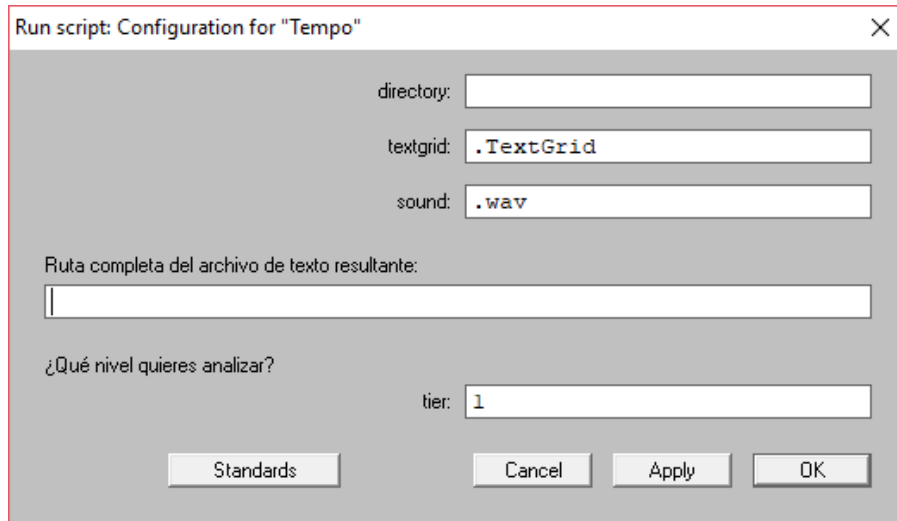 Run script: Configuration for "Tempo"
directory:
textgrid: .TextGrid
sound: .wav
Ruta completa del archivo de texto resultante:
¿Qué nivel quieres analizar?
tier: 1
Standards Cancel Apply OK